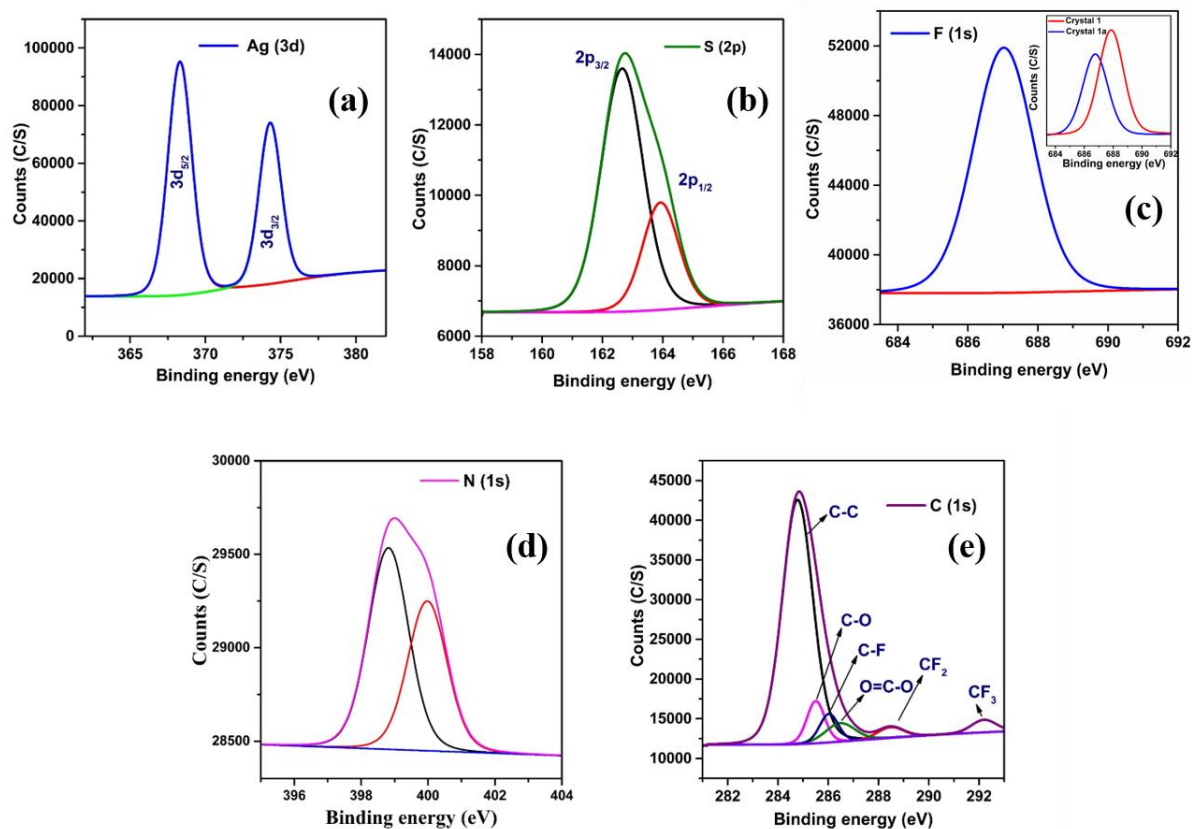 Ag (3d)
(a)
3d5/2
3d3/2
Counts (C/S)
100000
80000
60000
40000
20000
0
365 370 375 380
Binding energy (eV)
S (2p)
(b)
2p3/2
2p1/2
Counts (C/S)
14000
12000
10000
8000
6000
158 160 162 164 166 168
Binding energy (eV)
F (1s)
(c)
Counts (C/S)
52000
48000
44000
40000
36000
684 686 688 690 692
Binding energy (eV)
Crystal 1
Crystal 1a
Counts (C/S)
684 686 688 690 692
Binding energy (eV)
N (1s)
(d)
Counts (C/S)
30000
29500
29000
28500
396 398 400 402 404
Binding energy (eV)
C (1s)
(e)
C-C
C-O
C-F
O=C-O
CF2
CF3
Counts (C/S)
45000
40000
35000
30000
25000
20000
15000
10000
282 284 286 288 290 292
Binding energy (eV)